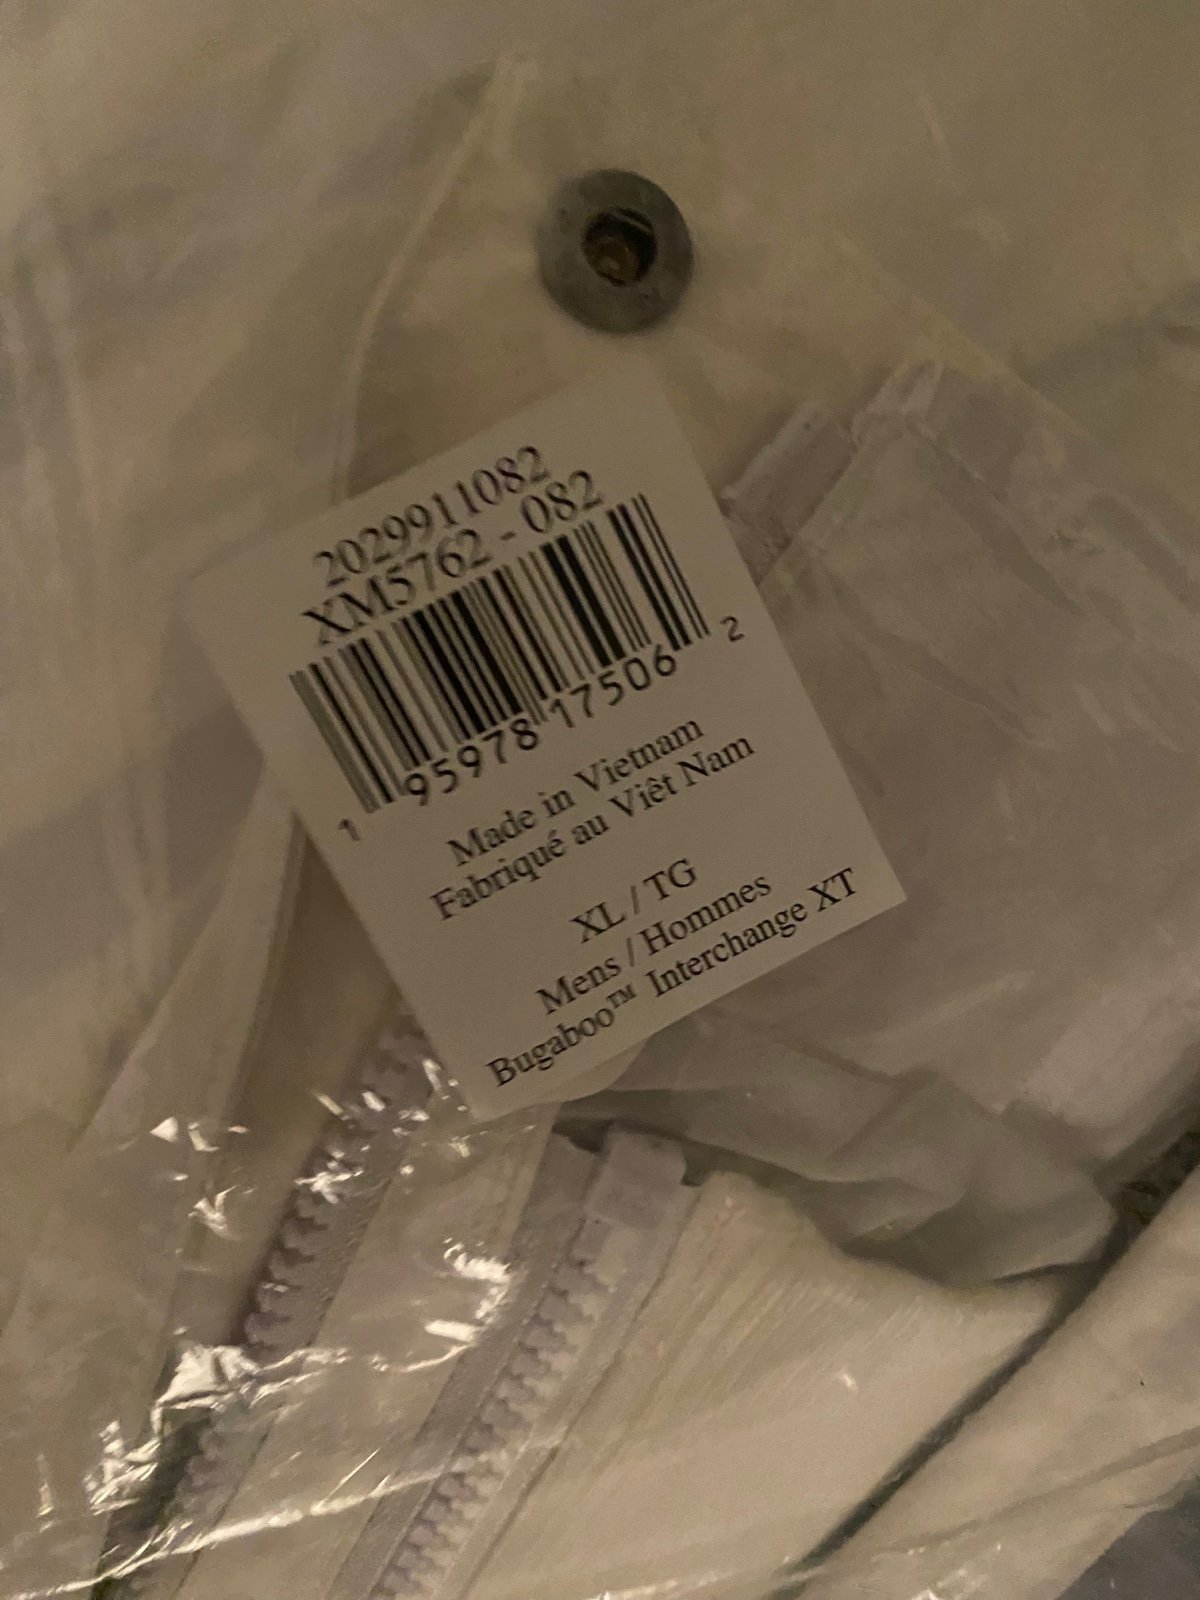 2029911082
XM5762 - 082
1 95978 17506 2
Made in Vietnam
Fabriqué au Viêt Nam
XL / TG
Mens / Hommes
Bugaboo™ Interchange XT